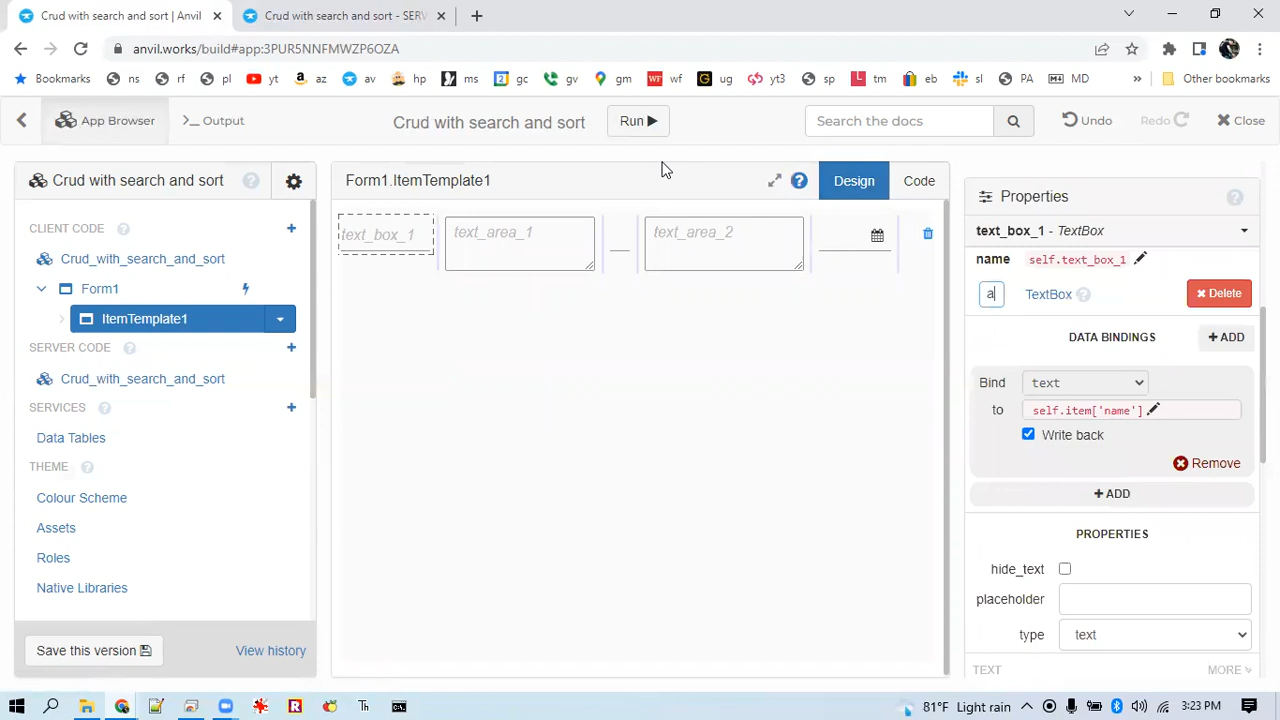 Crud with search and sort | Anvil
Crud with search and sort - SERV
anvil.works/build#app:3PUR5NNFMWZP6OZA
Bookmarks ns rf pl yt az av hp ms gc gv gm wf ug yt3 sp tm eb sl PA MD » Other bookmarks
App Browser
>_ Output
Crud with search and sort
Run
Search the docs
Undo
Redo
Close
Crud with search and sort
CLIENT CODE
Crud_with_search_and_sort
Form1
ItemTemplate1
SERVER CODE
Crud_with_search_and_sort
SERVICES
Data Tables
THEME
Colour Scheme
Assets
Roles
Native Libraries
Save this version
View history
Form1.ItemTemplate1
Design
Code
text_box_1
text_area_1
text_area_2
Properties
text_box_1 - TextBox
name self.text_box_1
a TextBox
Delete
DATA BINDINGS
+ ADD
Bind text
to self.item['name']
Write back
Remove
+ ADD
PROPERTIES
hide_text
placeholder
type text
TEXT MORE
Th
81°F Light rain
3:23 PM